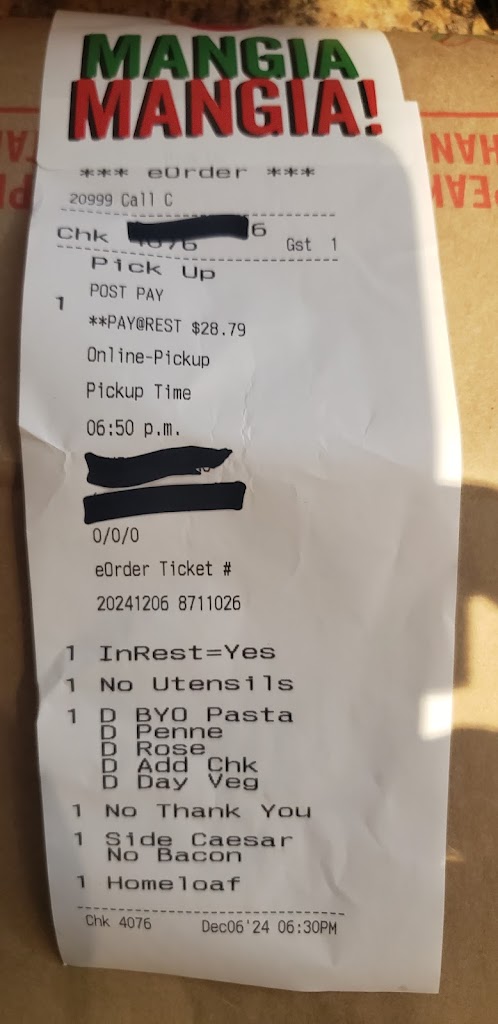 MANGIA
MANGIA!
*** eOrder ***
20999 Call C
Chk 4076 6 Gst 1
Pick Up
1 POST PAY
**PAY@REST $28.79
Online-Pickup
Pickup Time
06:50 p.m.
0/0/0
eOrder Ticket #
20241206 8711026
1 InRest=Yes
1 No Utensils
1 D BYO Pasta
D Penne
D Rose
D Add Chk
D Day Veg
1 No Thank You
1 Side Caesar
No Bacon
1 Homeloaf
Chk 4076 Dec06'24 06:30PM